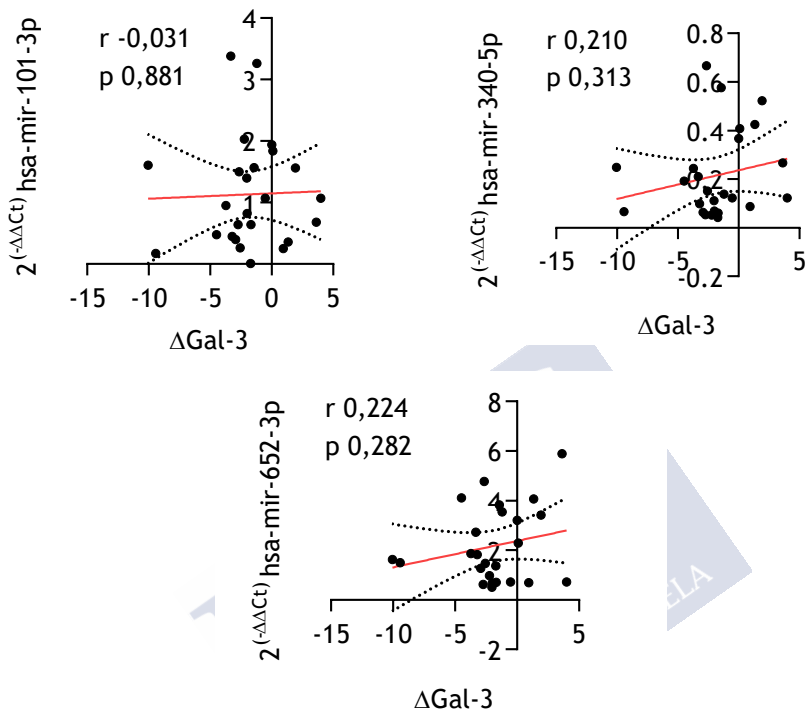 r -0,031
p 0,881
2^(-ΔΔCt) hsa-mir-101-3p
4
3
2
1
-15 -10 -5 0 5
ΔGal-3
r 0,210
p 0,313
2^(-ΔΔCt) hsa-mir-340-5p
0.8
0.6
0.4
0.2
-0.2
-15 -10 -5 0 5
ΔGal-3
r 0,224
p 0,282
2^(-ΔΔCt) hsa-mir-652-3p
8
6
4
2
-2
-15 -10 -5 0 5
ΔGal-3
ELA